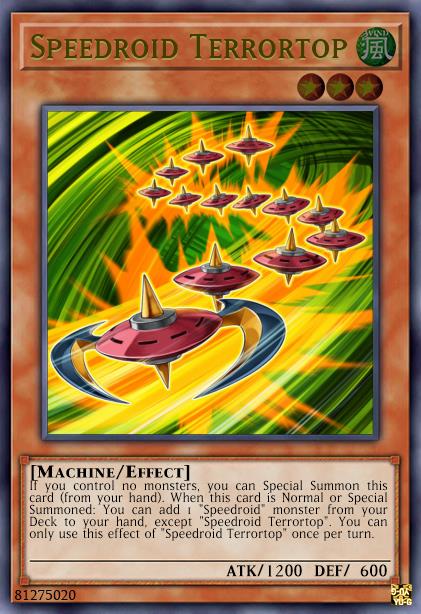 SPEEDROID TERRORTOP
WIND
風
[MACHINE/EFFECT]
If you control no monsters, you can Special Summon this
card (from your hand). When this card is Normal or Special
Summoned: You can add 1 "Speedroid" monster from your
Deck to your hand, except "Speedroid Terrortop". You can
only use this effect of "Speedroid Terrortop" once per turn.
ATK/1200 DEF/ 600
81275020